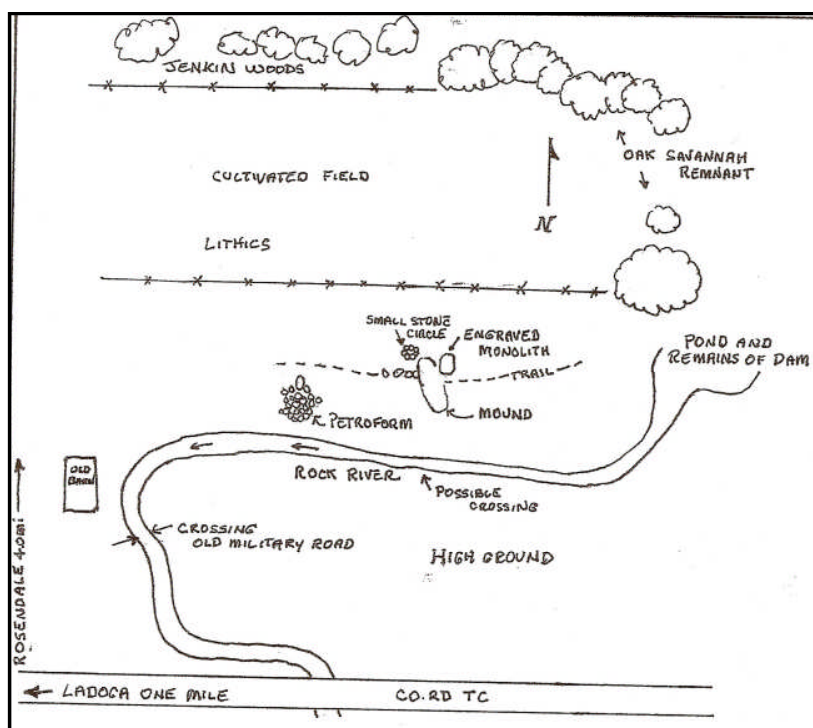 JENKIN WOODS
OAK SAVANNAH
REMNANT
CULTIVATED FIELD
N
LITHICS
SMALL STONE
CIRCLE
ENGRAVED
MONOLITH
POND AND
REMAINS OF DAM
TRAIL
MOUND
PETROFORM
ROCK RIVER
POSSIBLE
CROSSING
OLD
BARN
CROSSING
OLD MILITARY ROAD
HIGH GROUND
ROSENDALE 4.0mi
LADOGA ONE MILE
CO.RD TC